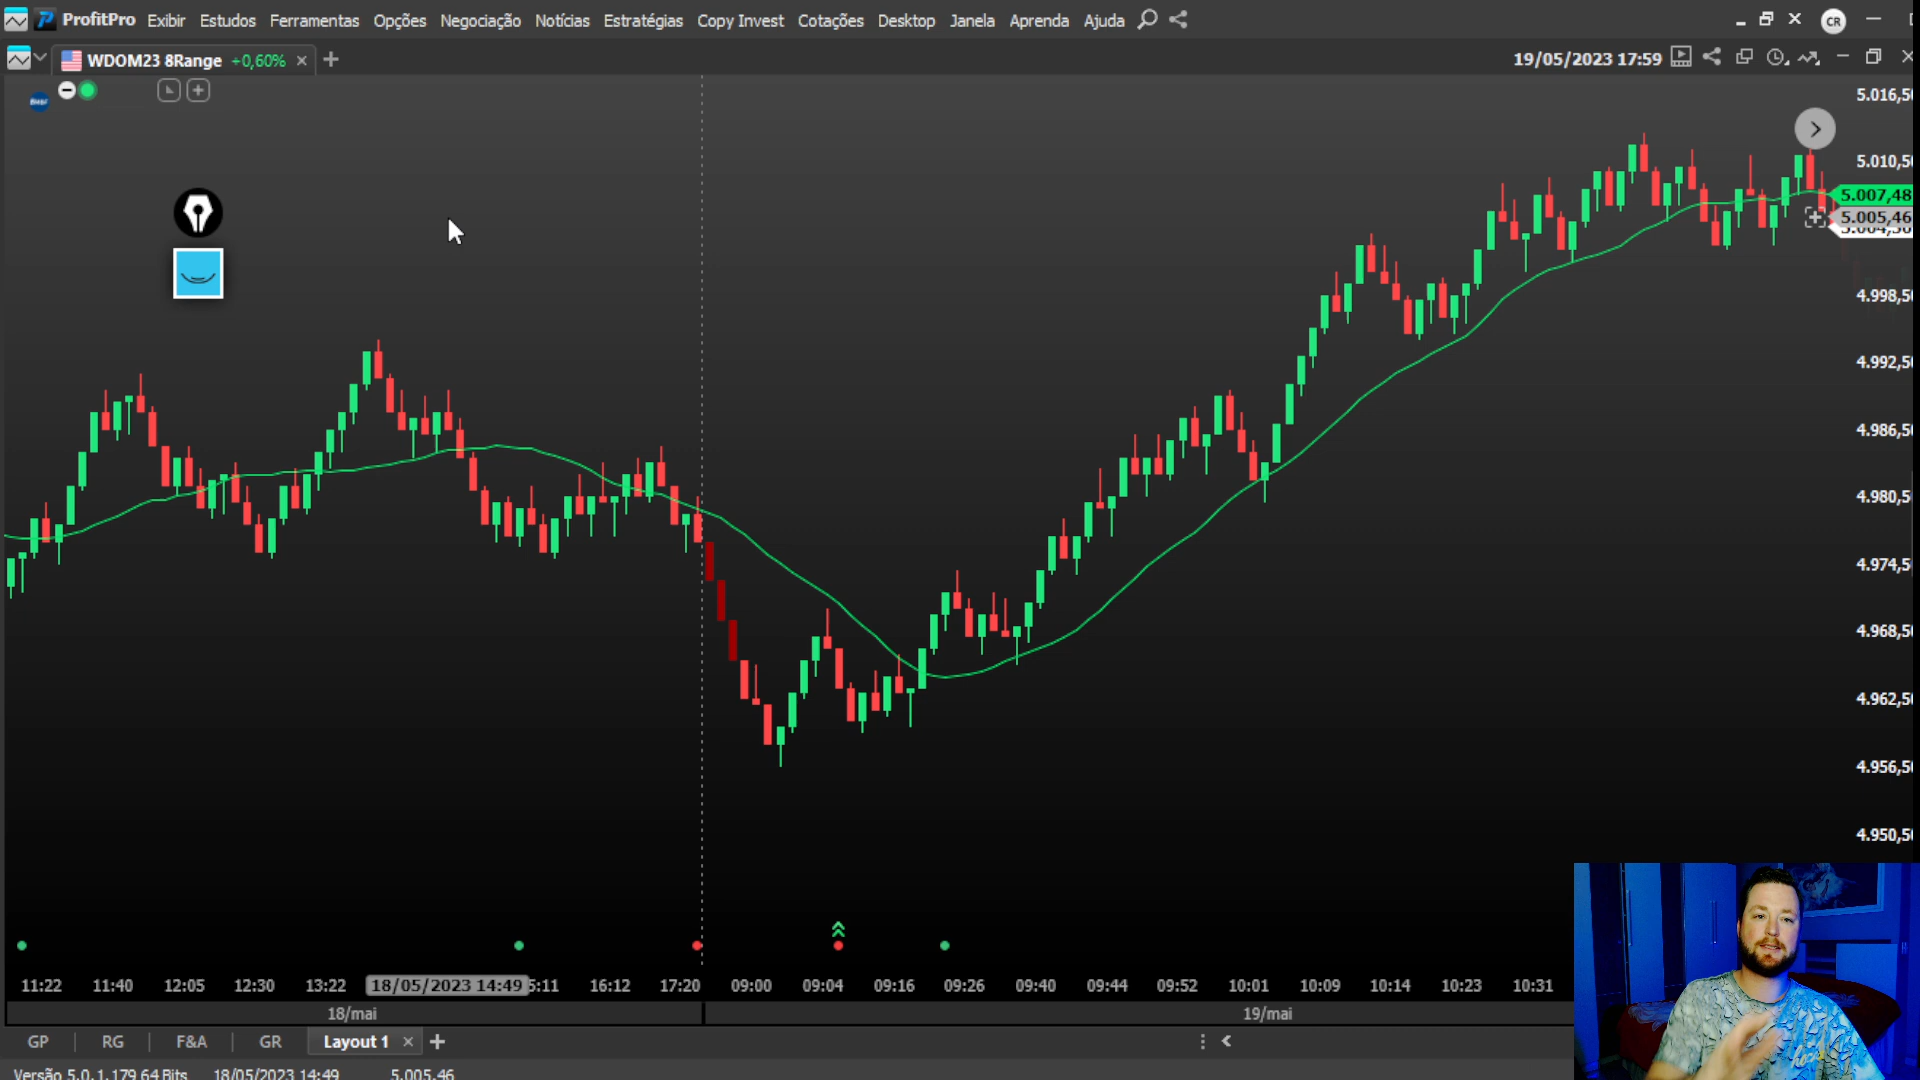 ProfitPro Exibir Estudos Ferramentas Opções Negociação Notícias Estratégias Copy Invest Cotações Desktop Janela Aprenda Ajuda CR
WDOM23 8Range +0,60% 19/05/2023 17:59
5.016,50
5.010,50
5.007,48
5.005,46
4.998,50
4.992,50
4.986,50
4.980,50
4.974,50
4.968,50
4.962,50
4.956,50
4.950,50
11:22 11:40 12:05 12:30 13:22 18/05/2023 14:49 5:11 16:12 17:20 09:00 09:04 09:16 09:26 09:40 09:44 09:52 10:01 10:09 10:14 10:23 10:31
18/mai 19/mai
GP RG F&A GR Layout 1
Versão 5.0.1.179 64 Bits 18/05/2023 14:49 5.005,46